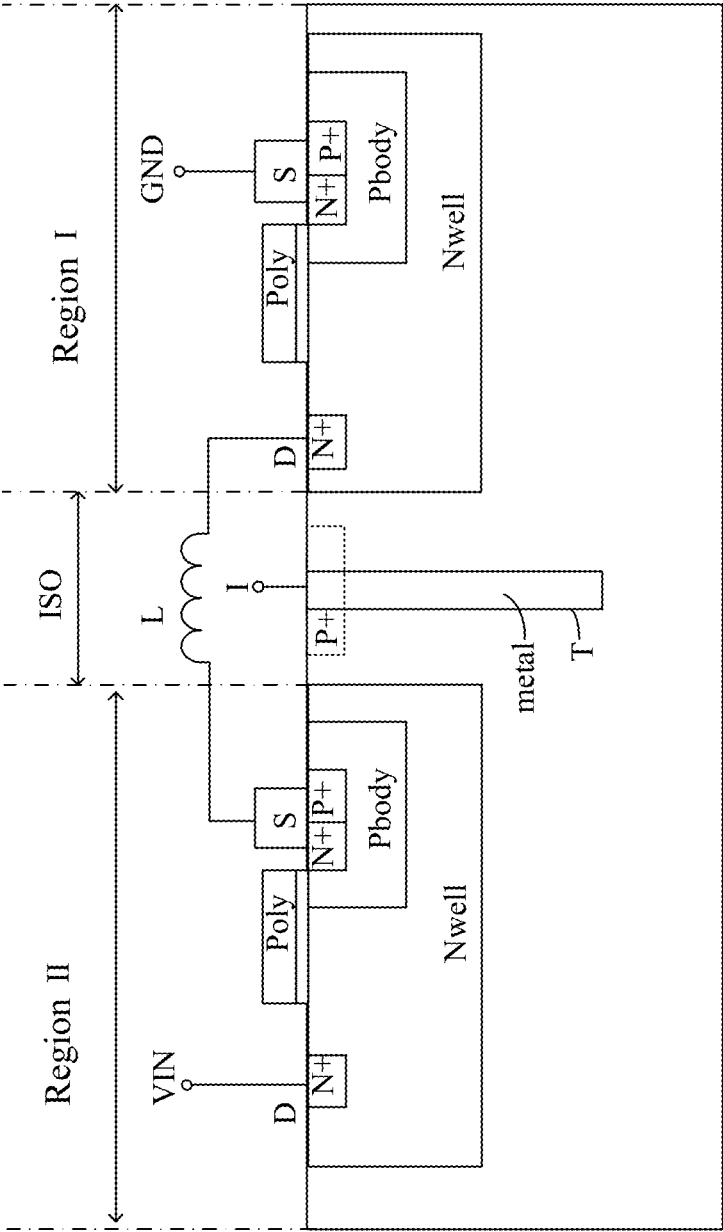 Region II
ISO
Region I
VIN
L
GND
D
Poly
S
I
D
Poly
S
N+
N+
P+
P+
N+
N+
P+
Pbody
Pbody
Nwell
Nwell
metal
T